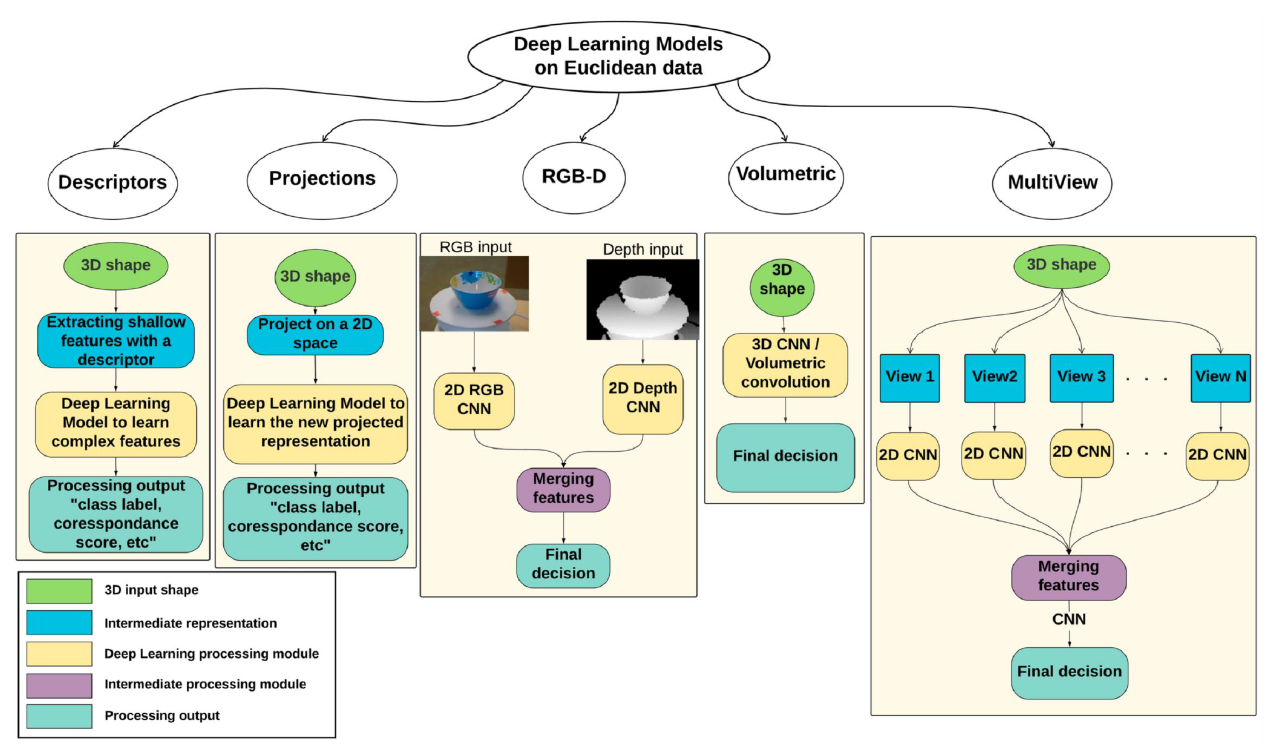 Deep Learning Models
on Euclidean data
Descriptors
Projections
RGB-D
Volumetric
MultiView
3D shape
Extracting shallow
features with a
descriptor
Deep Learning
Model to learn
complex features
Processing output
"class label,
coresspondance
score, etc"
3D shape
Project on a 2D
space
Deep Learning Model to
learn the new projected
representation
Processing output
"class label,
coresspondance score,
etc"
RGB input
Depth input
2D RGB
CNN
2D Depth
CNN
Merging
features
Final
decision
3D
shape
3D CNN /
Volumetric
convolution
Final decision
3D shape
View 1
View2
View 3
. . .
View N
2D CNN
2D CNN
2D CNN
. . .
2D CNN
Merging
features
CNN
Final decision
3D input shape
Intermediate representation
Deep Learning processing module
Intermediate processing module
Processing output